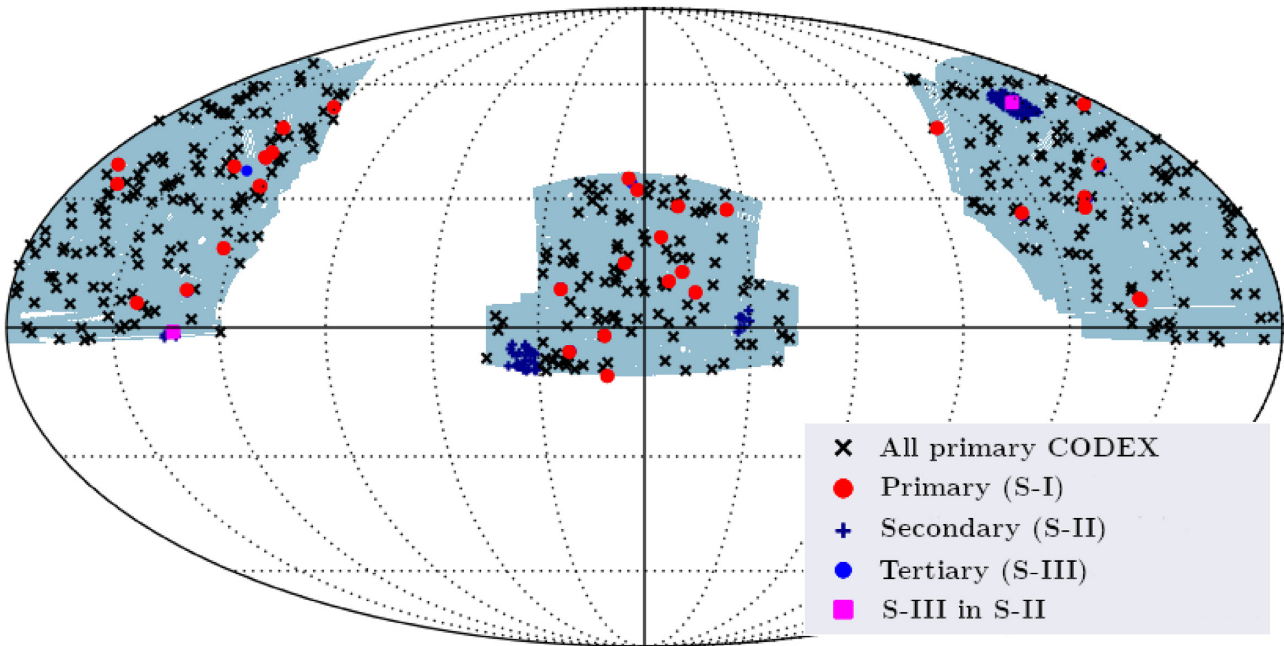 All primary CODEX
Primary (S-I)
Secondary (S-II)
Tertiary (S-III)
S-III in S-II